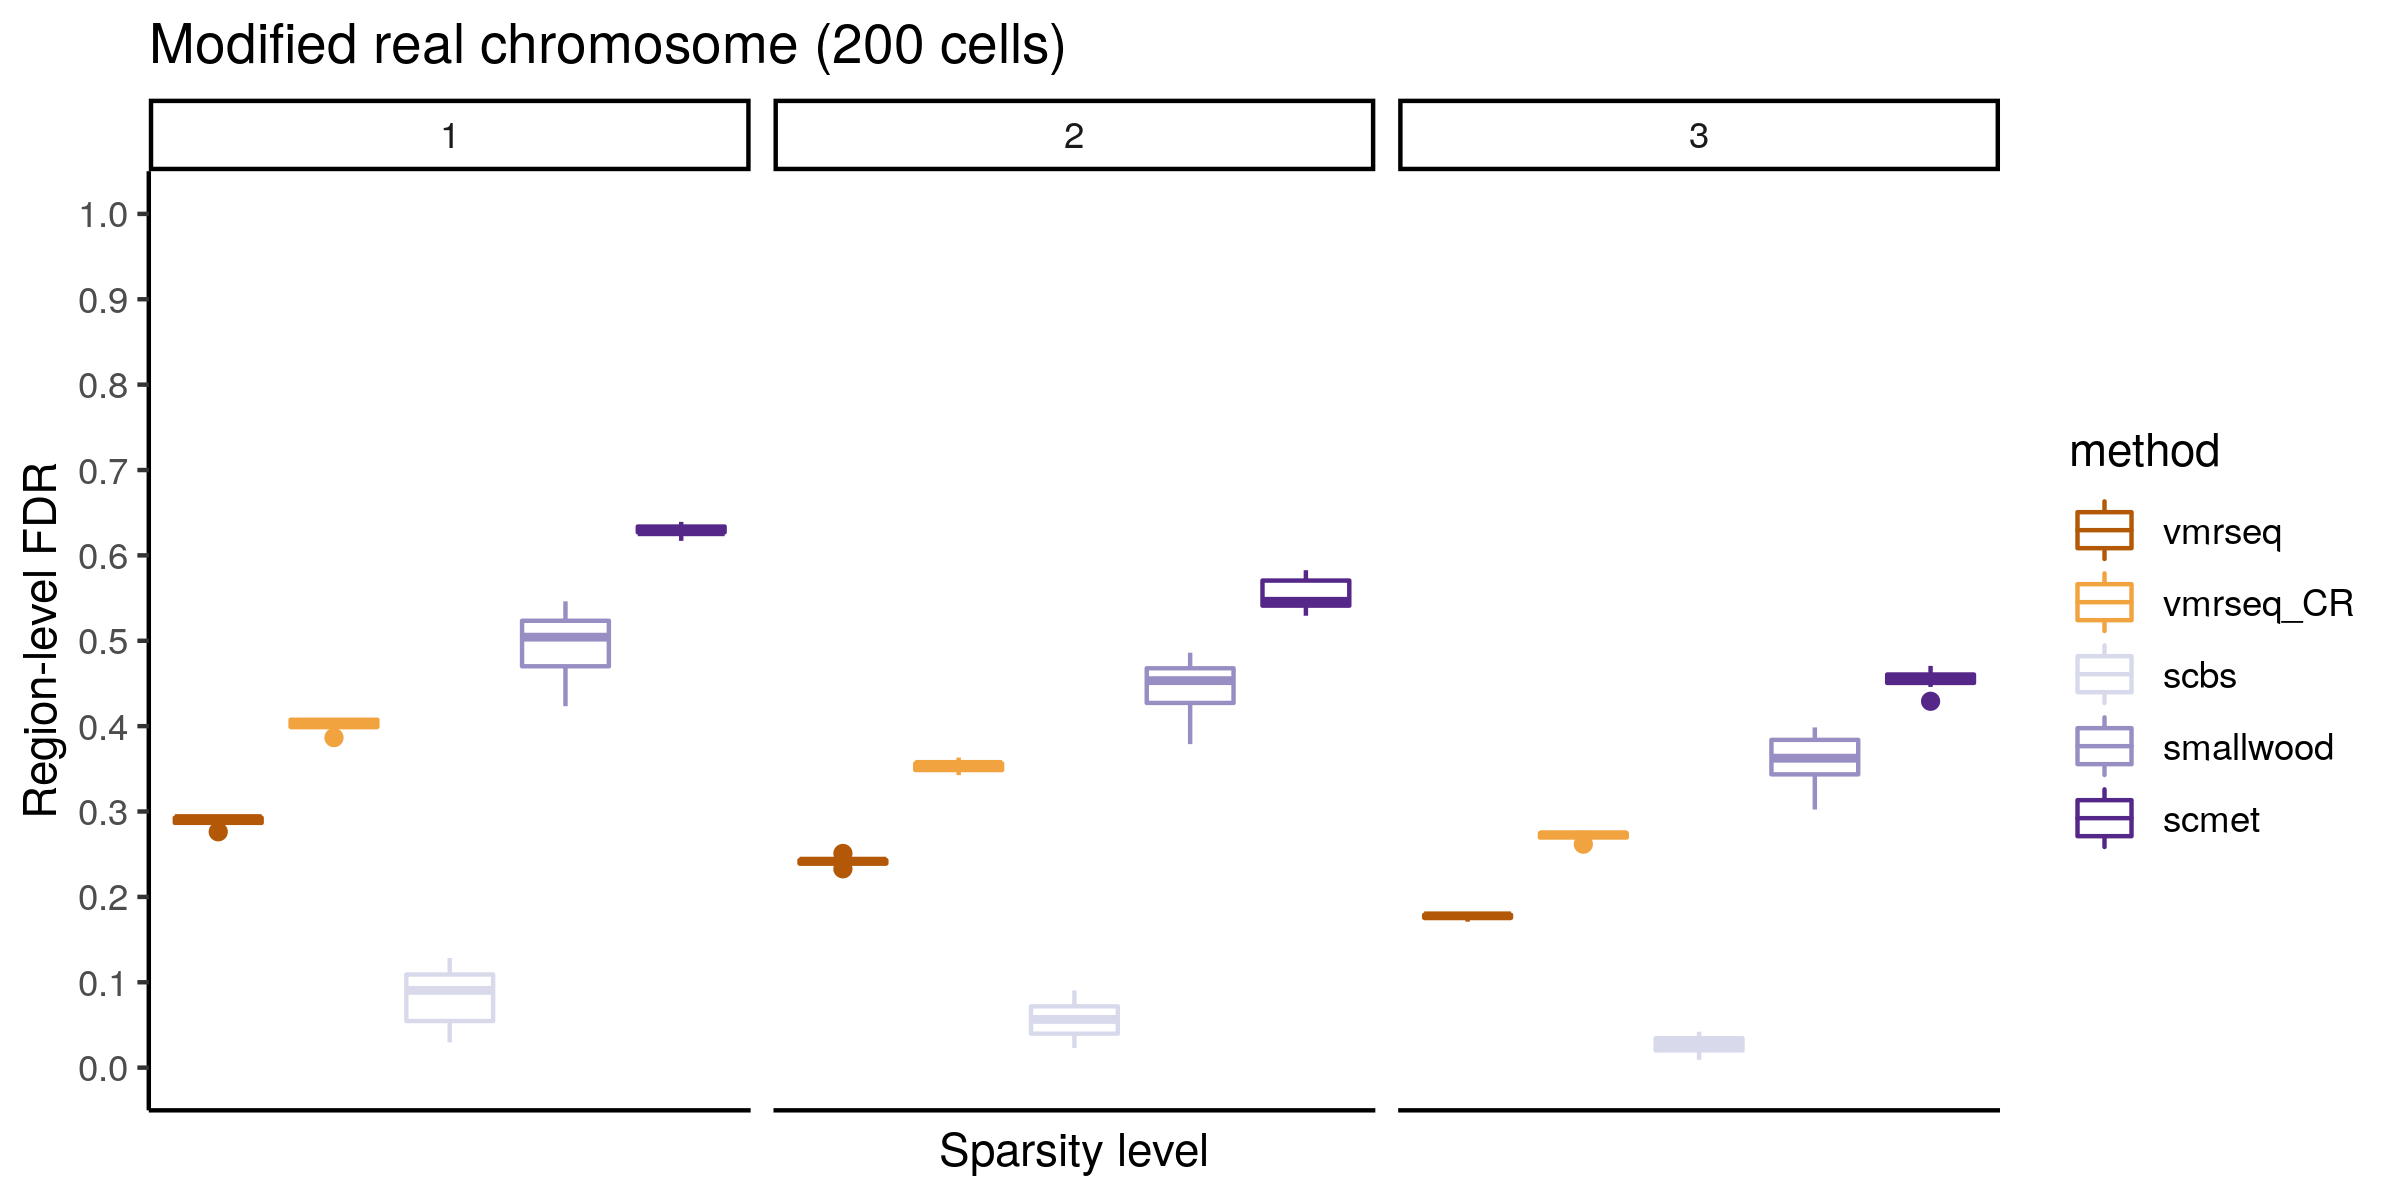 Modified real chromosome (200 cells)
1
2
3
1.0
0.9
0.8
0.7
0.6
0.5
0.4
0.3
0.2
0.1
0.0
Region-level FDR
Sparsity level
method
vmrseq
vmrseq_CR
scbs
smallwood
scmet